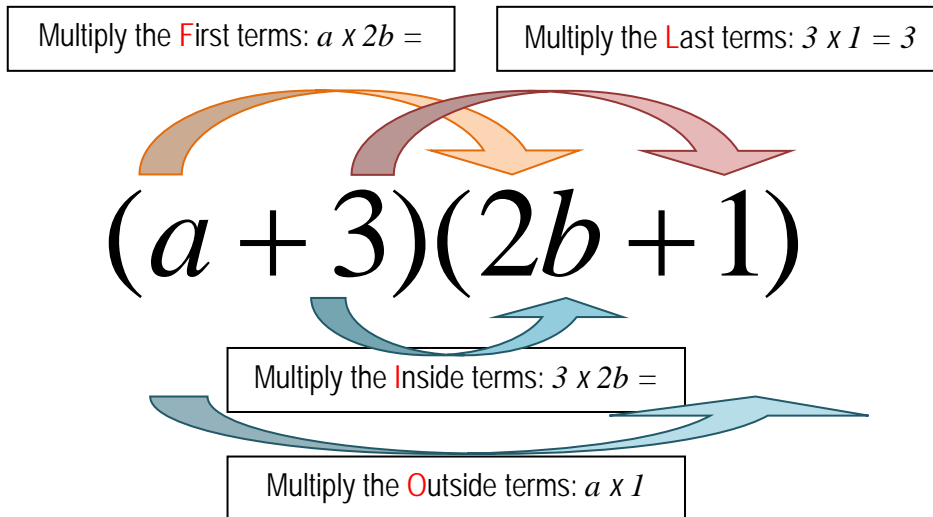 Multiply the First terms: a x 2b =
Multiply the Last terms: 3 x 1 = 3
(a + 3)(2b + 1)
Multiply the Inside terms: 3 x 2b =
Multiply the Outside terms: a x 1